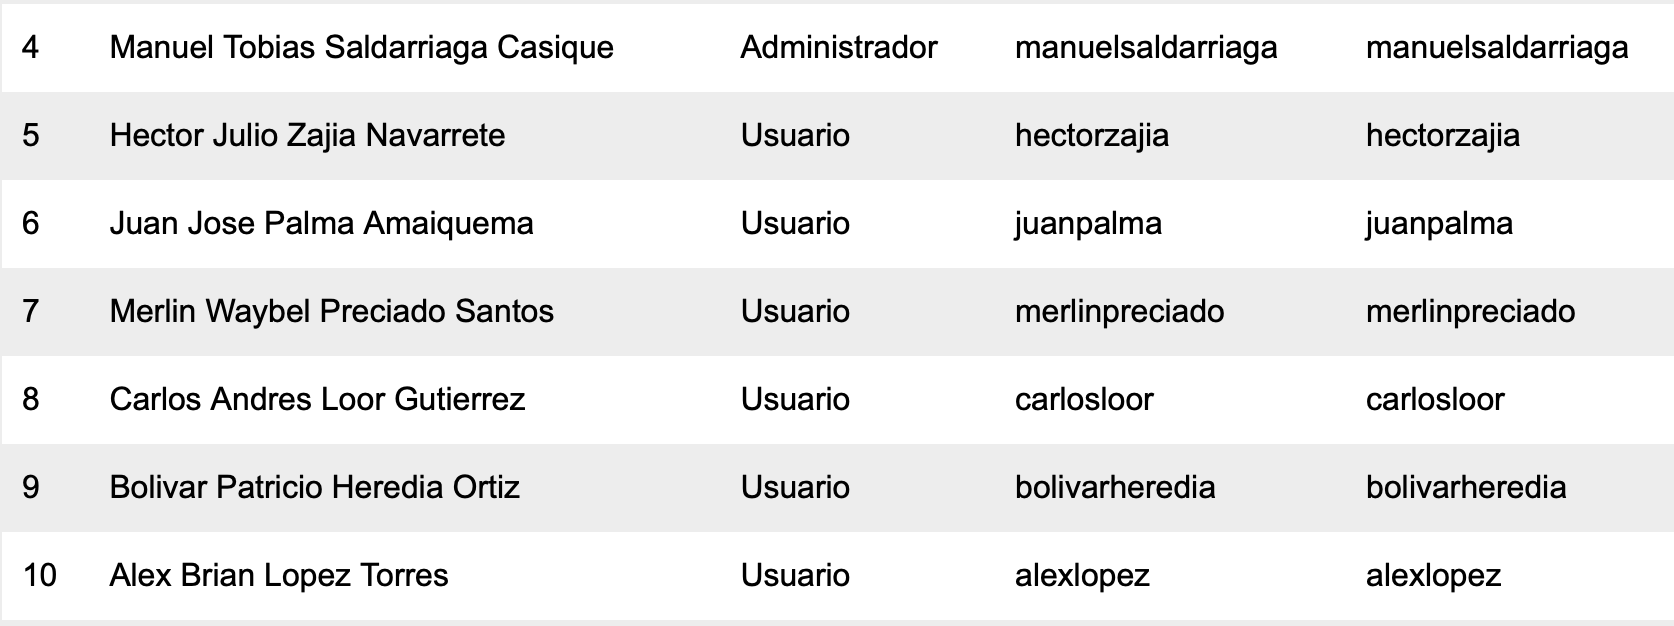 4 Manuel Tobias Saldarriaga Casique Administrador manuelsaldarriaga manuelsaldarriaga
5 Hector Julio Zajia Navarrete Usuario hectorzajia hectorzajia
6 Juan Jose Palma Amaiquema Usuario juanpalma juanpalma
7 Merlin Waybel Preciado Santos Usuario merlinpreciado merlinpreciado
8 Carlos Andres Loor Gutierrez Usuario carlosloor carlosloor
9 Bolivar Patricio Heredia Ortiz Usuario bolivarheredia bolivarheredia
10 Alex Brian Lopez Torres Usuario alexlopez alexlopez